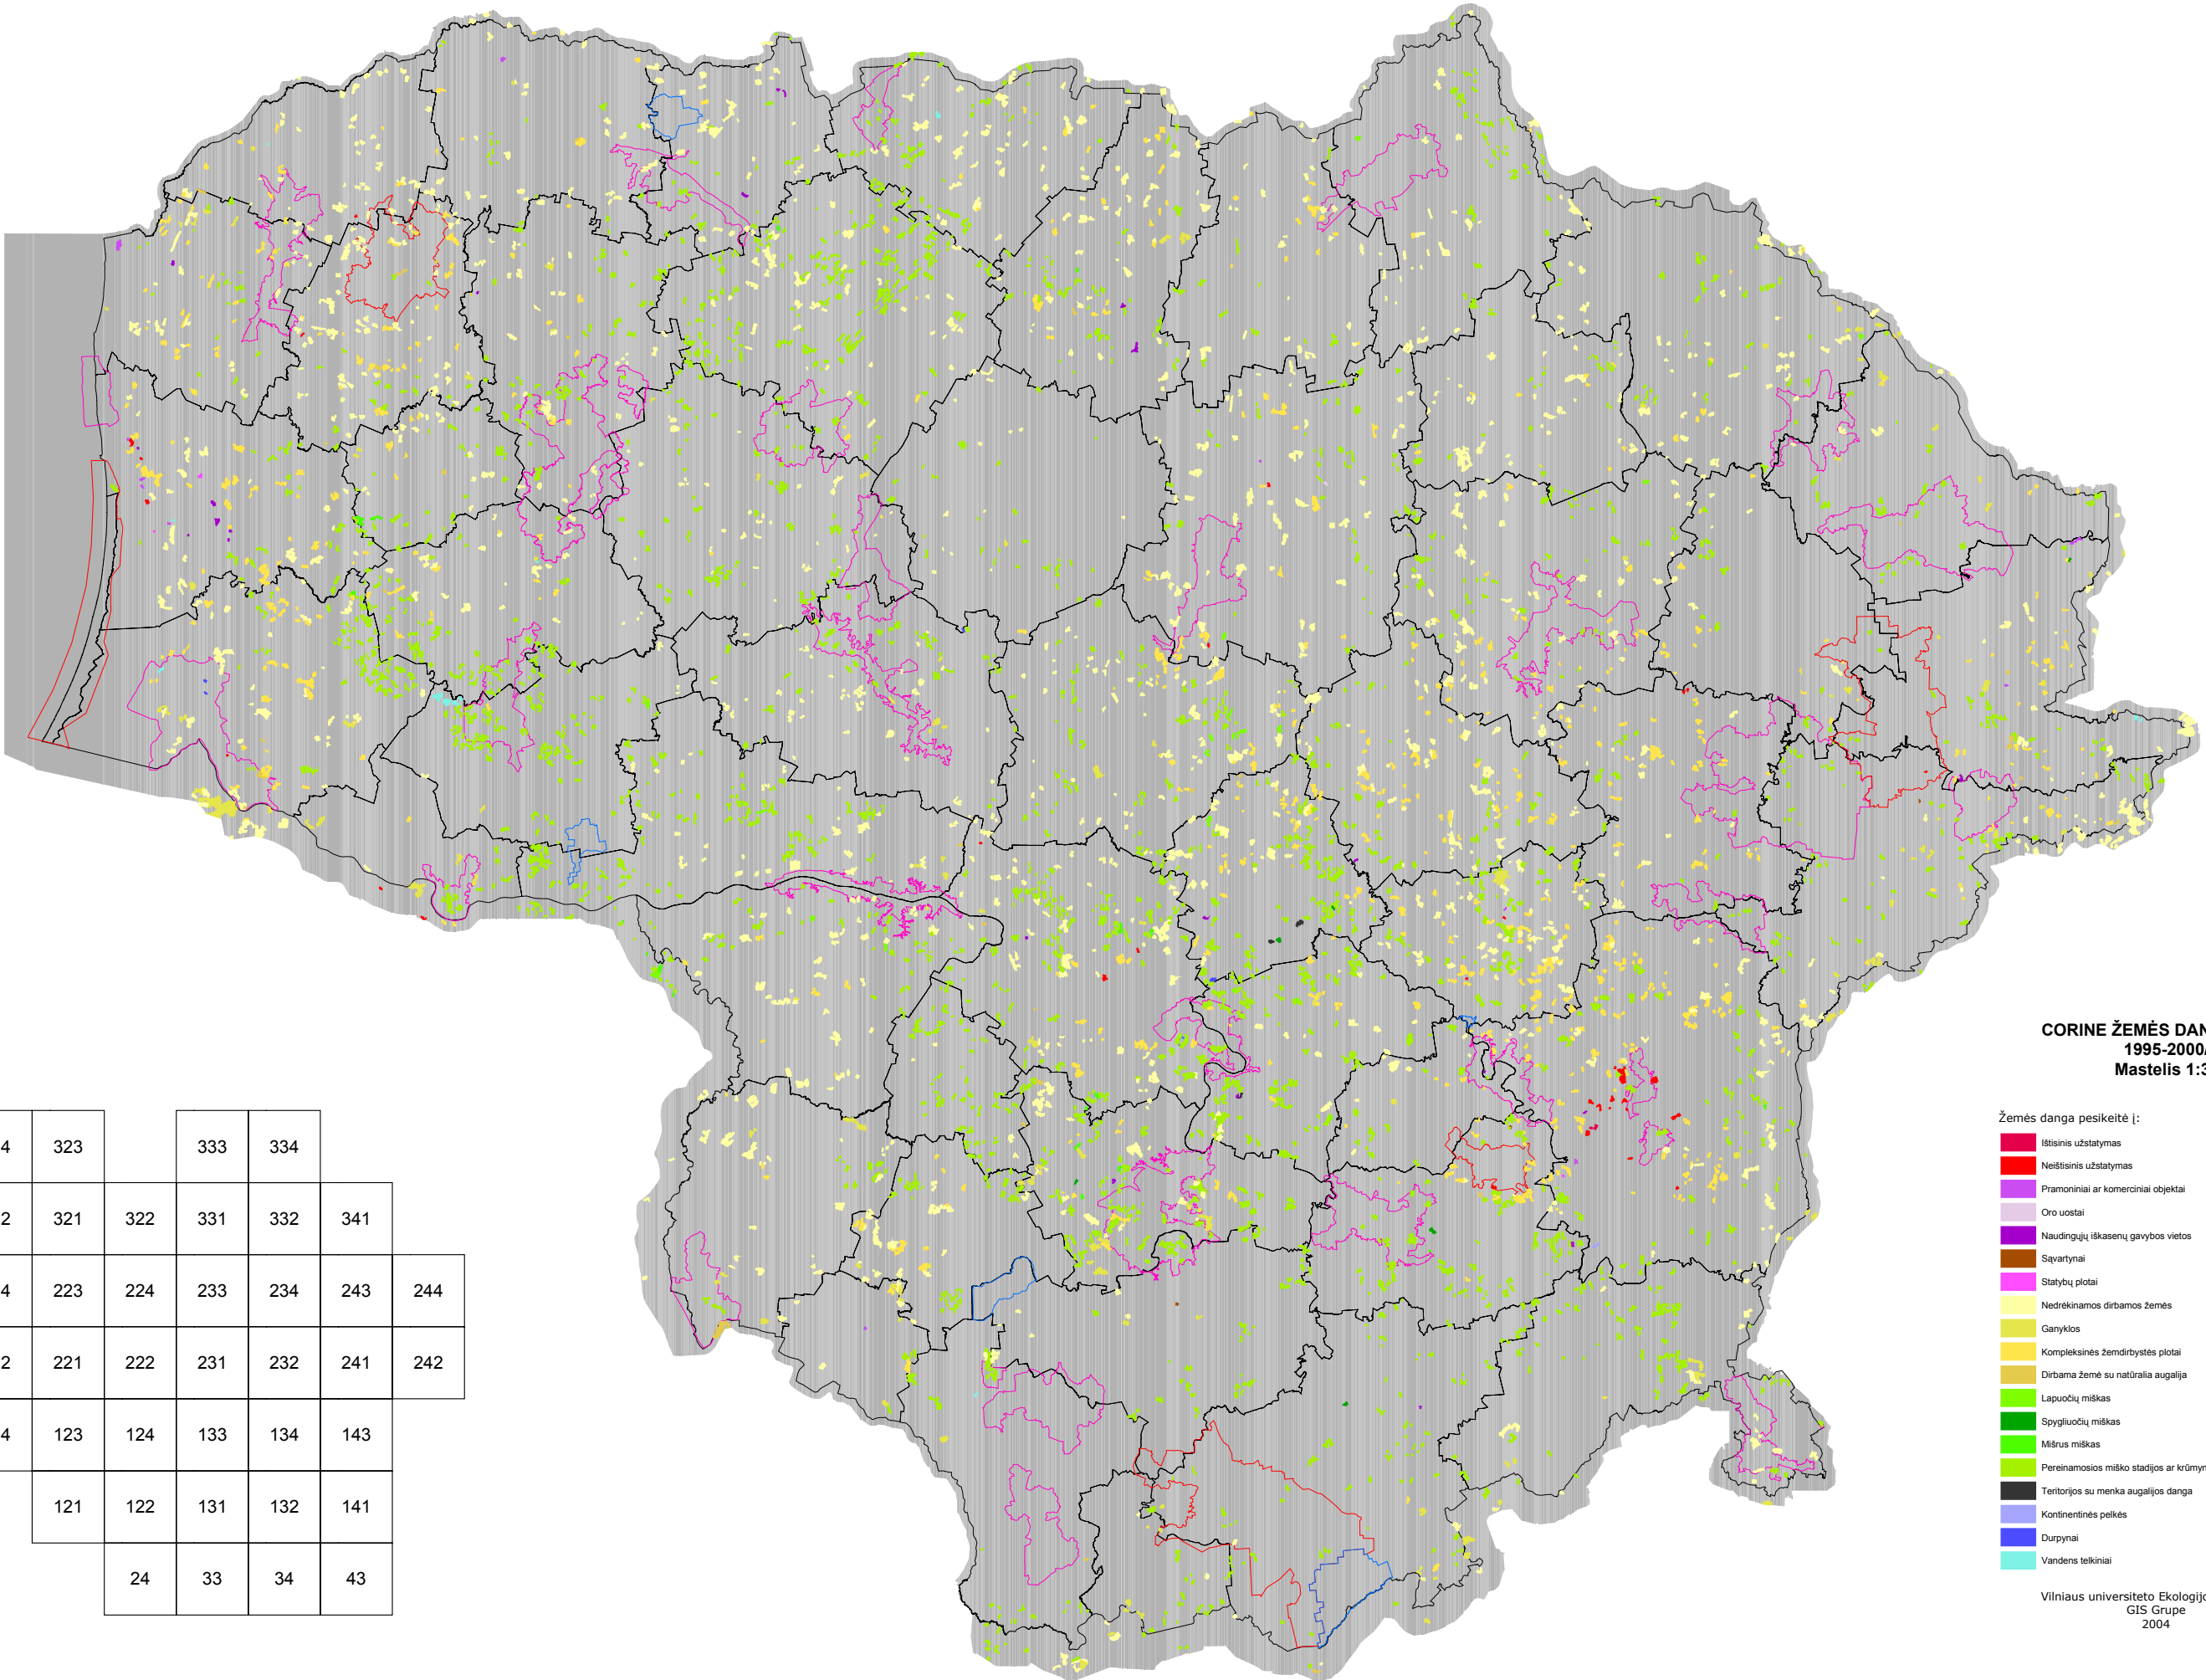 CORINE ŽEMĖS DAN
1995-2000
Mastelis 1:3
Žemės danga pesikeitė į:
Ištisinis užstatymas
Neištisinis užstatymas
Pramoniniai ar komerciniai objektai
Oro uostai
Naudingųjų iškasenų gavybos vietos
Sąvartynai
Statybų plotai
Nedrėkinamos dirbamos žemės
Ganyklos
Kompleksinės žemdirbystės plotai
Dirbama žemė su natūralia augalija
Lapuočių miškas
Spygliuočių miškas
Mišrus miškas
Pereinamosios miško stadijos ar krūmyn
Teritorijos su menka augalijos danga
Kontinentinės pelkės
Durpynai
Vandens telkiniai
Vilniaus universiteto Ekologijo
GIS Grupe
2004
4 323 333 334
2 321 322 331 332 341
4 223 224 233 234 243 244
2 221 222 231 232 241 242
4 123 124 133 134 143
121 122 131 132 141
24 33 34 43